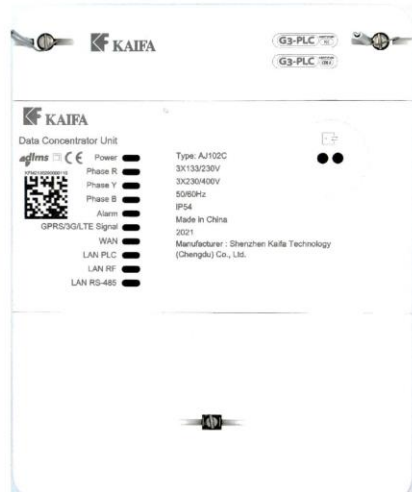 KAIFA
G3-PLC
G3-PLC
KAIFA
Data Concentrator Unit
dlms
CE
Power
Phase R
Phase Y
Phase B
Alarm
GPRS/3G/LTE Signal
WAN
LAN PLC
LAN RF
LAN RS-485
Type: AJ102C
3X133/230V
3X230/400V
50/60Hz
IP54
Made in China
2021
Manufacturer : Shenzhen Kaifa Technology
(Chengdu) Co., Ltd.